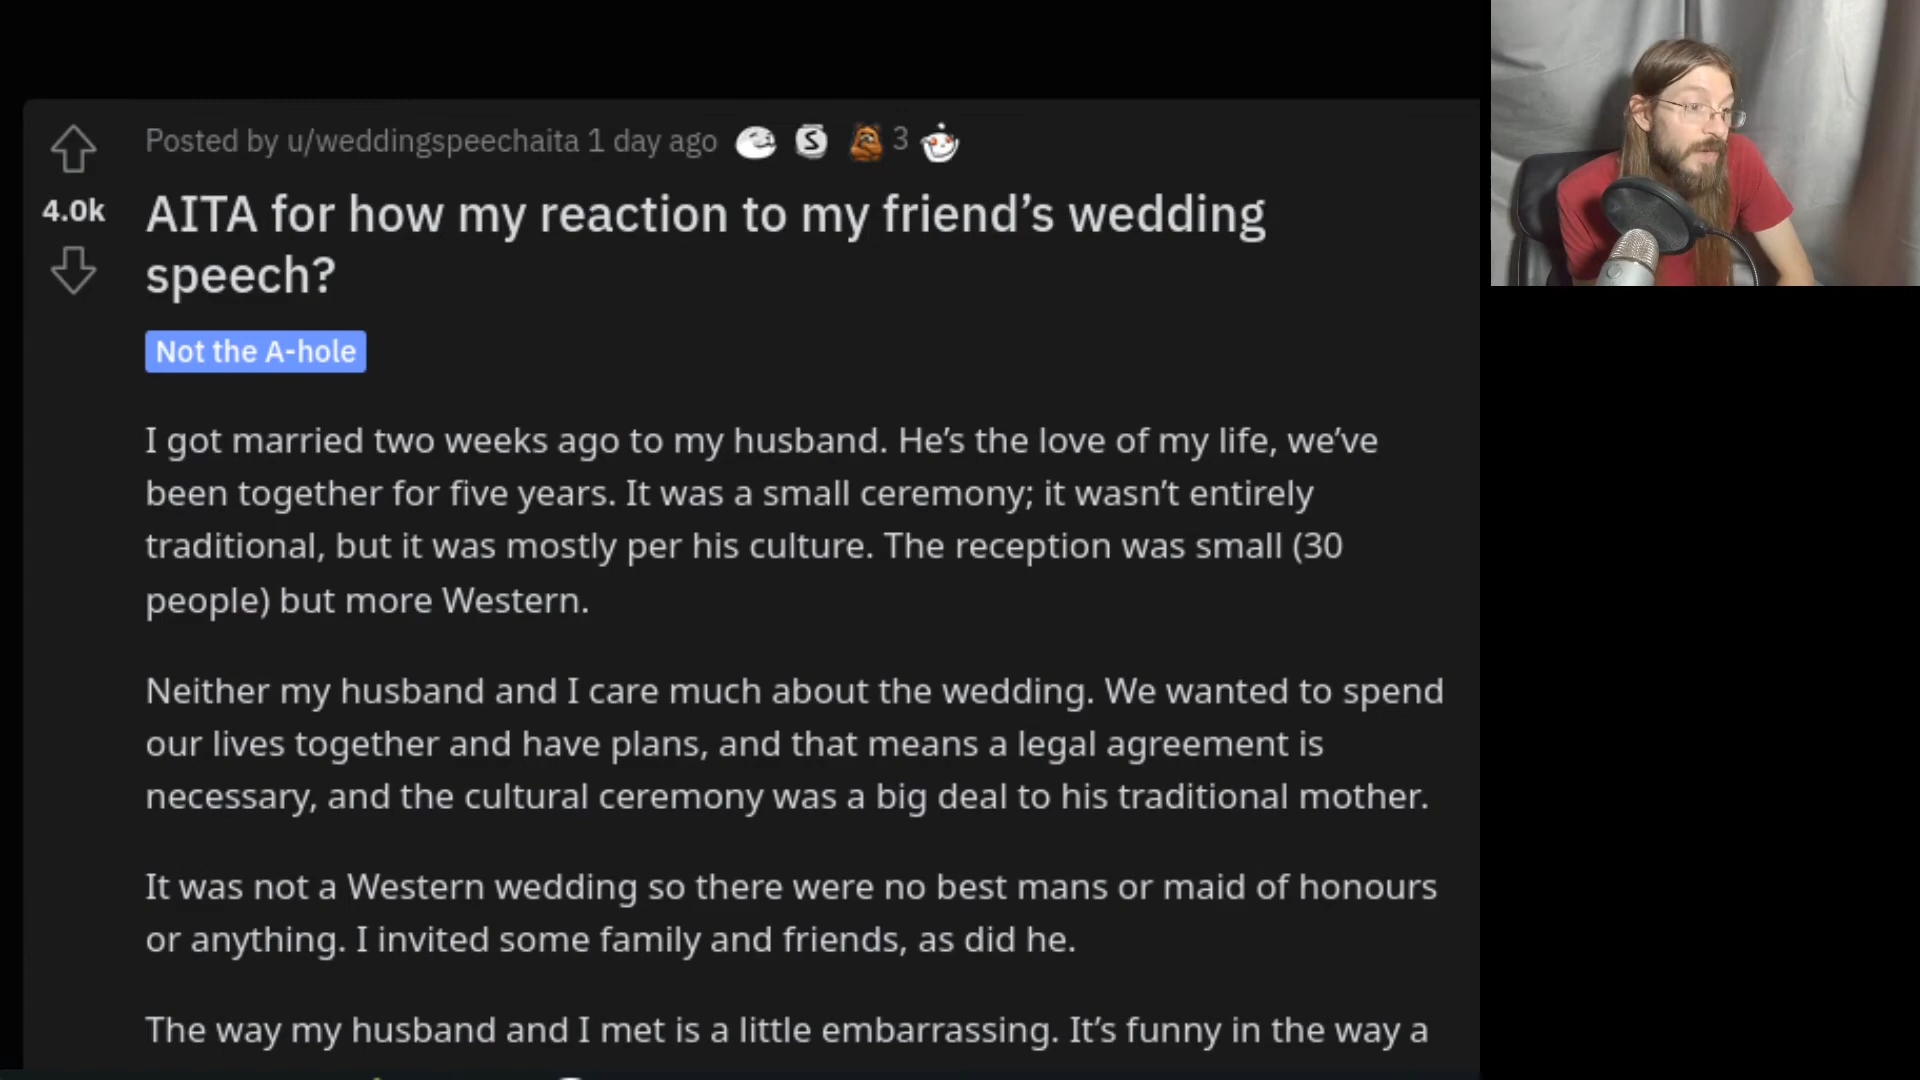 Posted by u/weddingspeechaita 1 day ago 3
4.0k
AITA for how my reaction to my friend's wedding
speech?
Not the A-hole
I got married two weeks ago to my husband. He's the love of my life, we've
been together for five years. It was a small ceremony; it wasn't entirely
traditional, but it was mostly per his culture. The reception was small (30
people) but more Western.
Neither my husband and I care much about the wedding. We wanted to spend
our lives together and have plans, and that means a legal agreement is
necessary, and the cultural ceremony was a big deal to his traditional mother.
It was not a Western wedding so there were no best mans or maid of honours
or anything. I invited some family and friends, as did he.
The way my husband and I met is a little embarrassing. It's funny in the way a